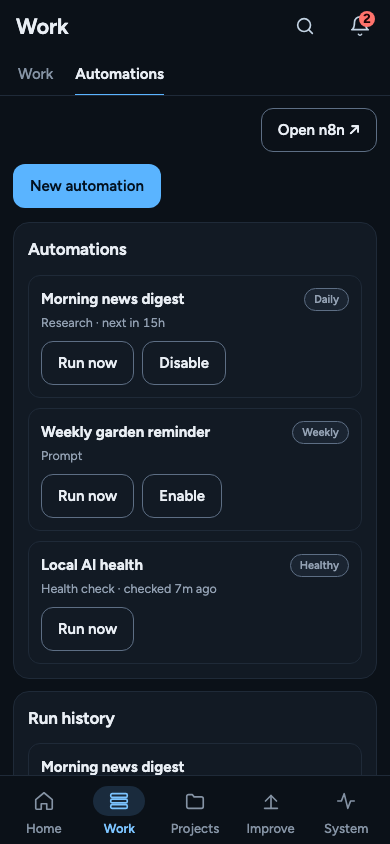 Work
2
Work Automations
Open n8n ↗
New automation
Automations
Morning news digest
Daily
Research · next in 15h
Run now Disable
Weekly garden reminder
Weekly
Prompt
Run now Enable
Local AI health
Healthy
Health check · checked 7m ago
Run now
Run history
Morning news digest
Home Work Projects Improve System